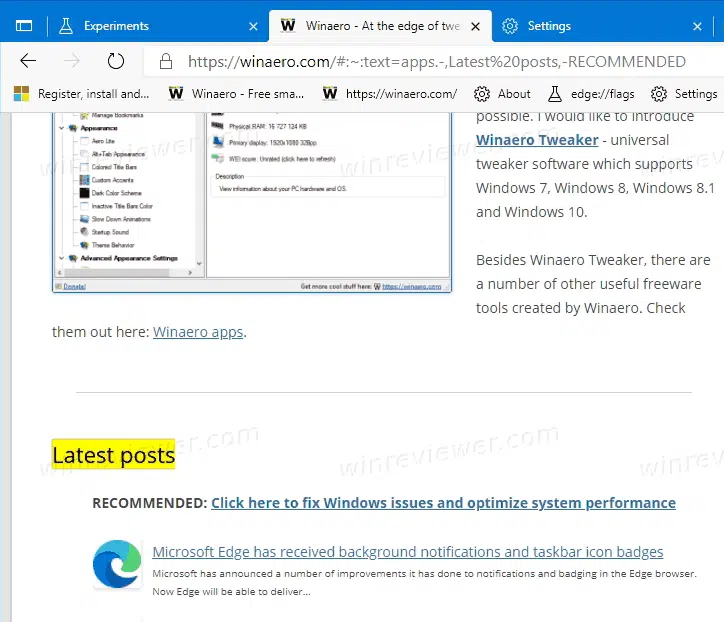 Experiments
Winaero - At the edge of twe
Settings
https://winaero.com/#:~:text=apps.-,Latest%20posts,-RECOMMENDED
Register, install and...
Winaero - Free sma...
https://winaero.com/
About
edge://flags
Settings
Manage Bookmarks
Appearance
Aero Lite
Alt+Tab Appearance
Colored Title Bars
Custom Accents
Dark Color Scheme
Inactive Title Bars Color
Slow Down Animations
Startup Sound
Theme Behavior
Advanced Appearance Settings
Physical RAM: 16 727 124 KB
Primary display: 1920x1080 32Bpp
WEI score: Unrated (click here to refresh)
Description
View information about your PC hardware and OS.
Donate!
Get more cool stuff here:
https://winaero.com
possible. I would like to introduce
Winaero Tweaker - universal
tweaker software which supports
Windows 7, Windows 8, Windows 8.1
and Windows 10.
Besides Winaero Tweaker, there are
a number of other useful freeware
tools created by Winaero. Check
them out here: Winaero apps.
Latest posts
RECOMMENDED: Click here to fix Windows issues and optimize system performance
Microsoft Edge has received background notifications and taskbar icon badges
Microsoft has announced a number of improvements it has done to notifications and badging in the Edge browser.
Now Edge will be able to deliver...
winreviewer.com
winreviewer.com